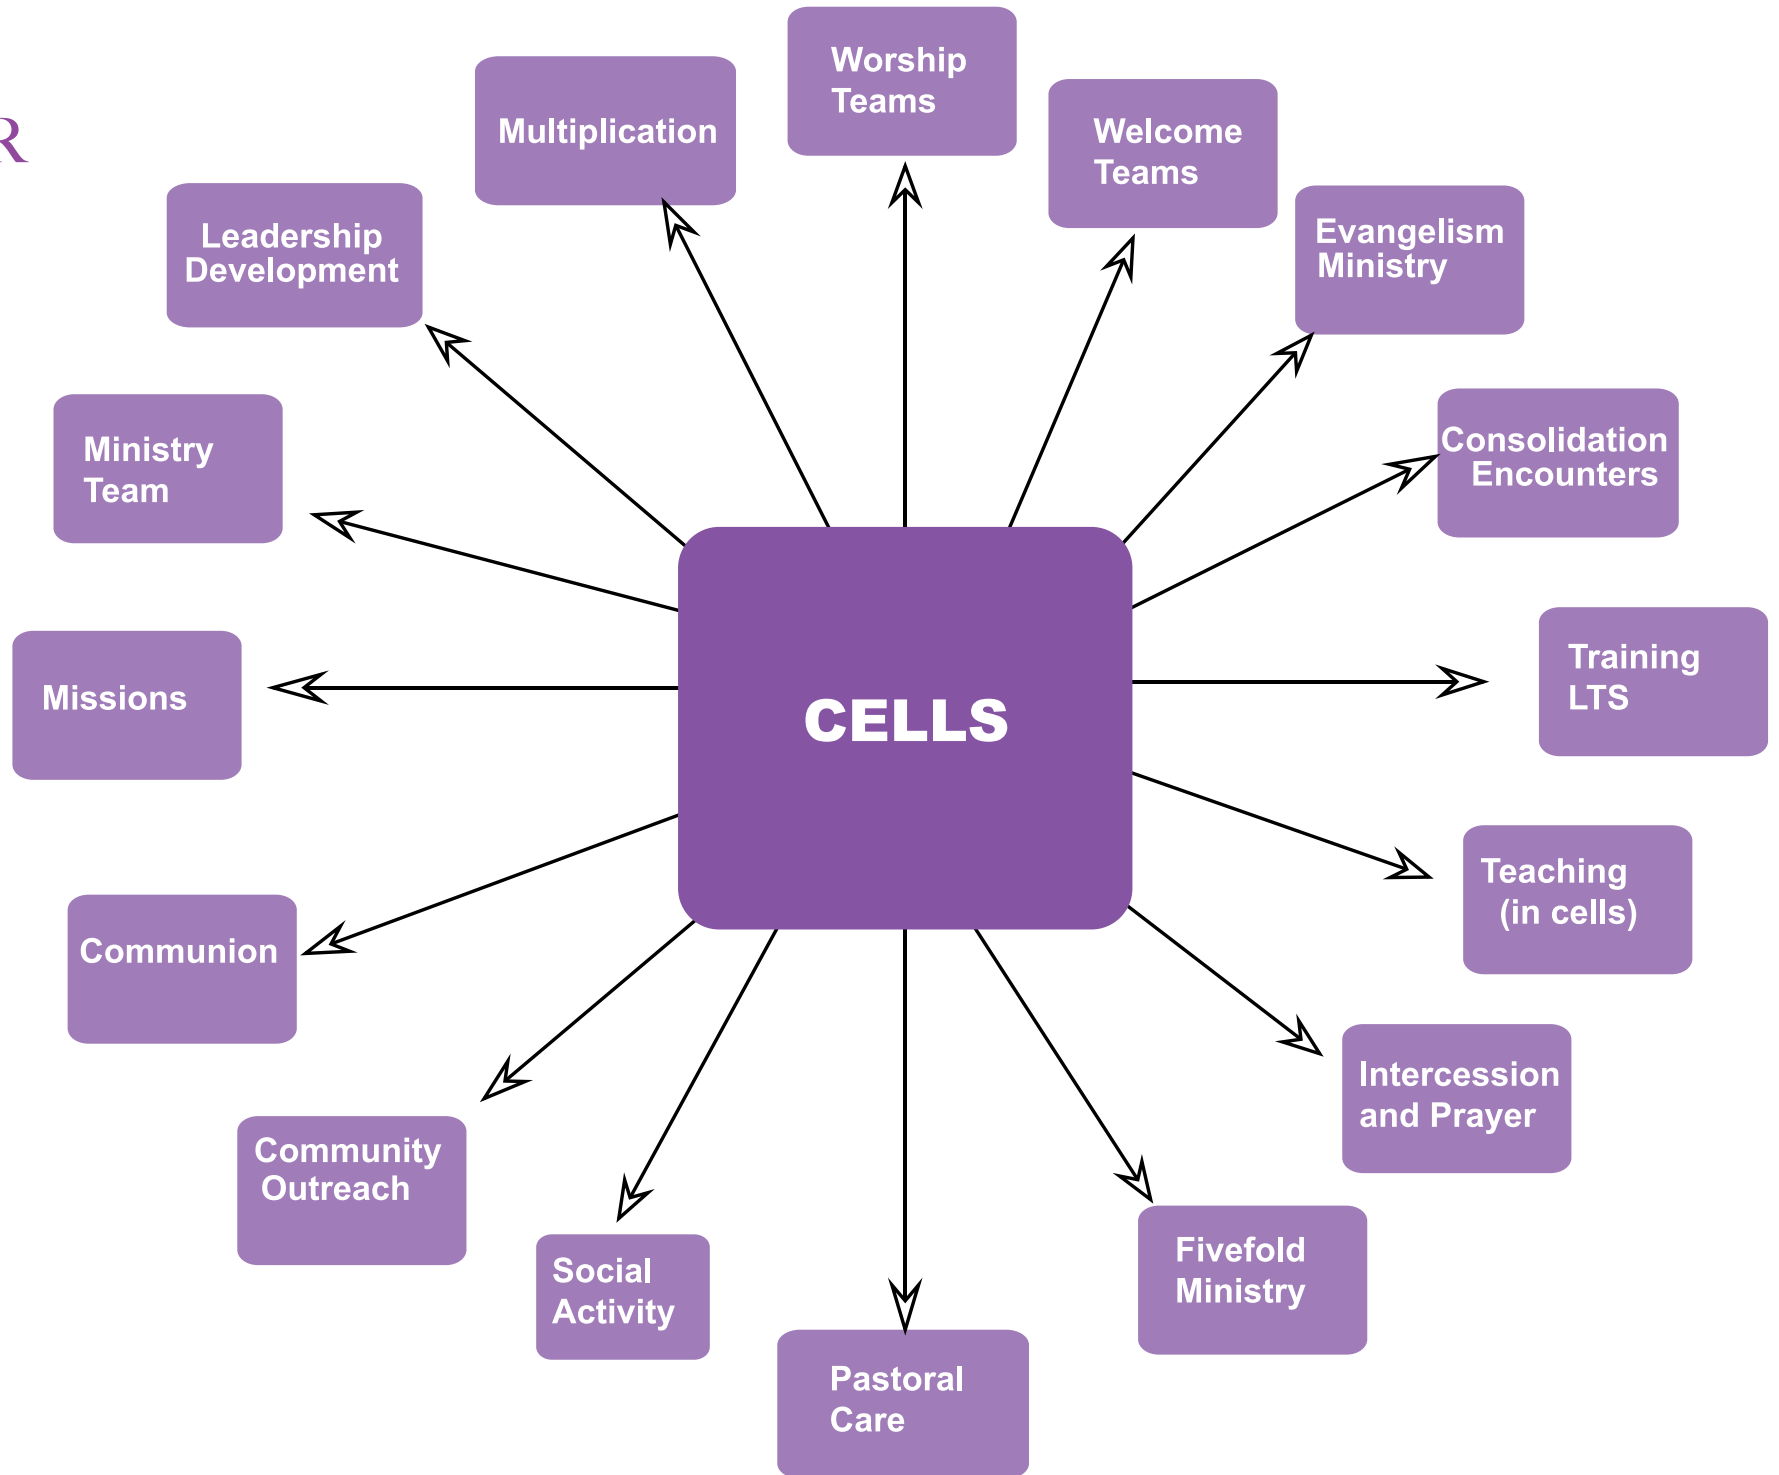 R
Worship
Teams
Multiplication
Welcome
Teams
Leadership
Development
Evangelism
Ministry
Ministry
Team
Consolidation
Encounters
Missions
CELLS
Training
LTS
Communion
Teaching
(in cells)
Community
Outreach
Intercession
and Prayer
Social
Activity
Fivefold
Ministry
Pastoral
Care